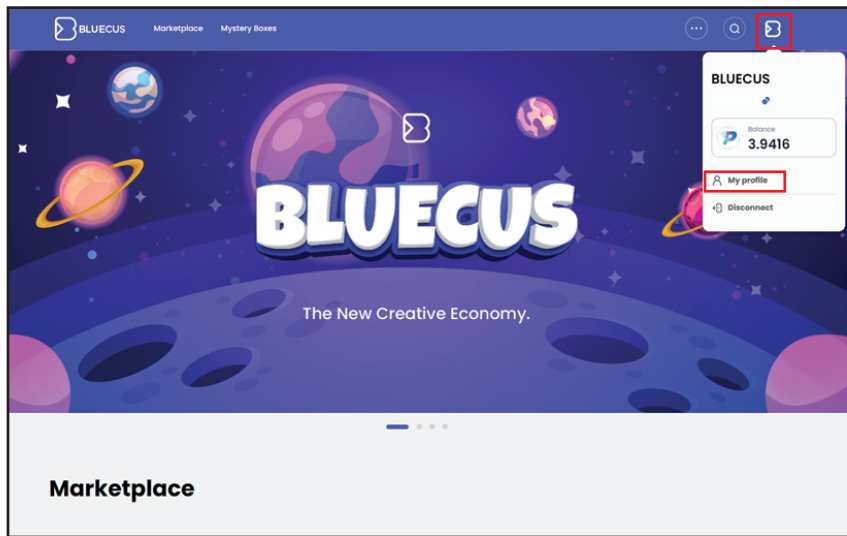 BLUECUS
Marketplace
Mystery Boxes
BLUECUS
Balance
3.9416
My profile
Disconnect
BLUECUS
The New Creative Economy.
Marketplace